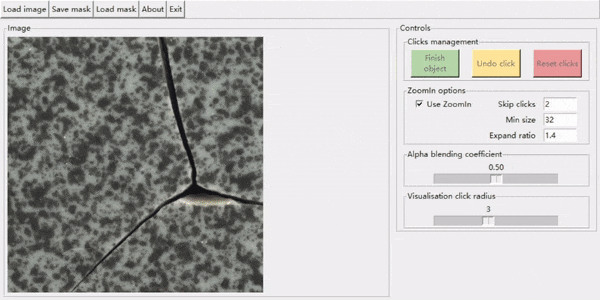 Load image Save mask Load mask About Exit
Image
Controls
Clicks management
Finish
object
Undo click
Reset clicks
ZoomIn options
Use ZoomIn
Skip clicks 2
Min size 32
Expand ratio 1.4
Alpha blending coefficient
0.50
Visualisation click radius
3